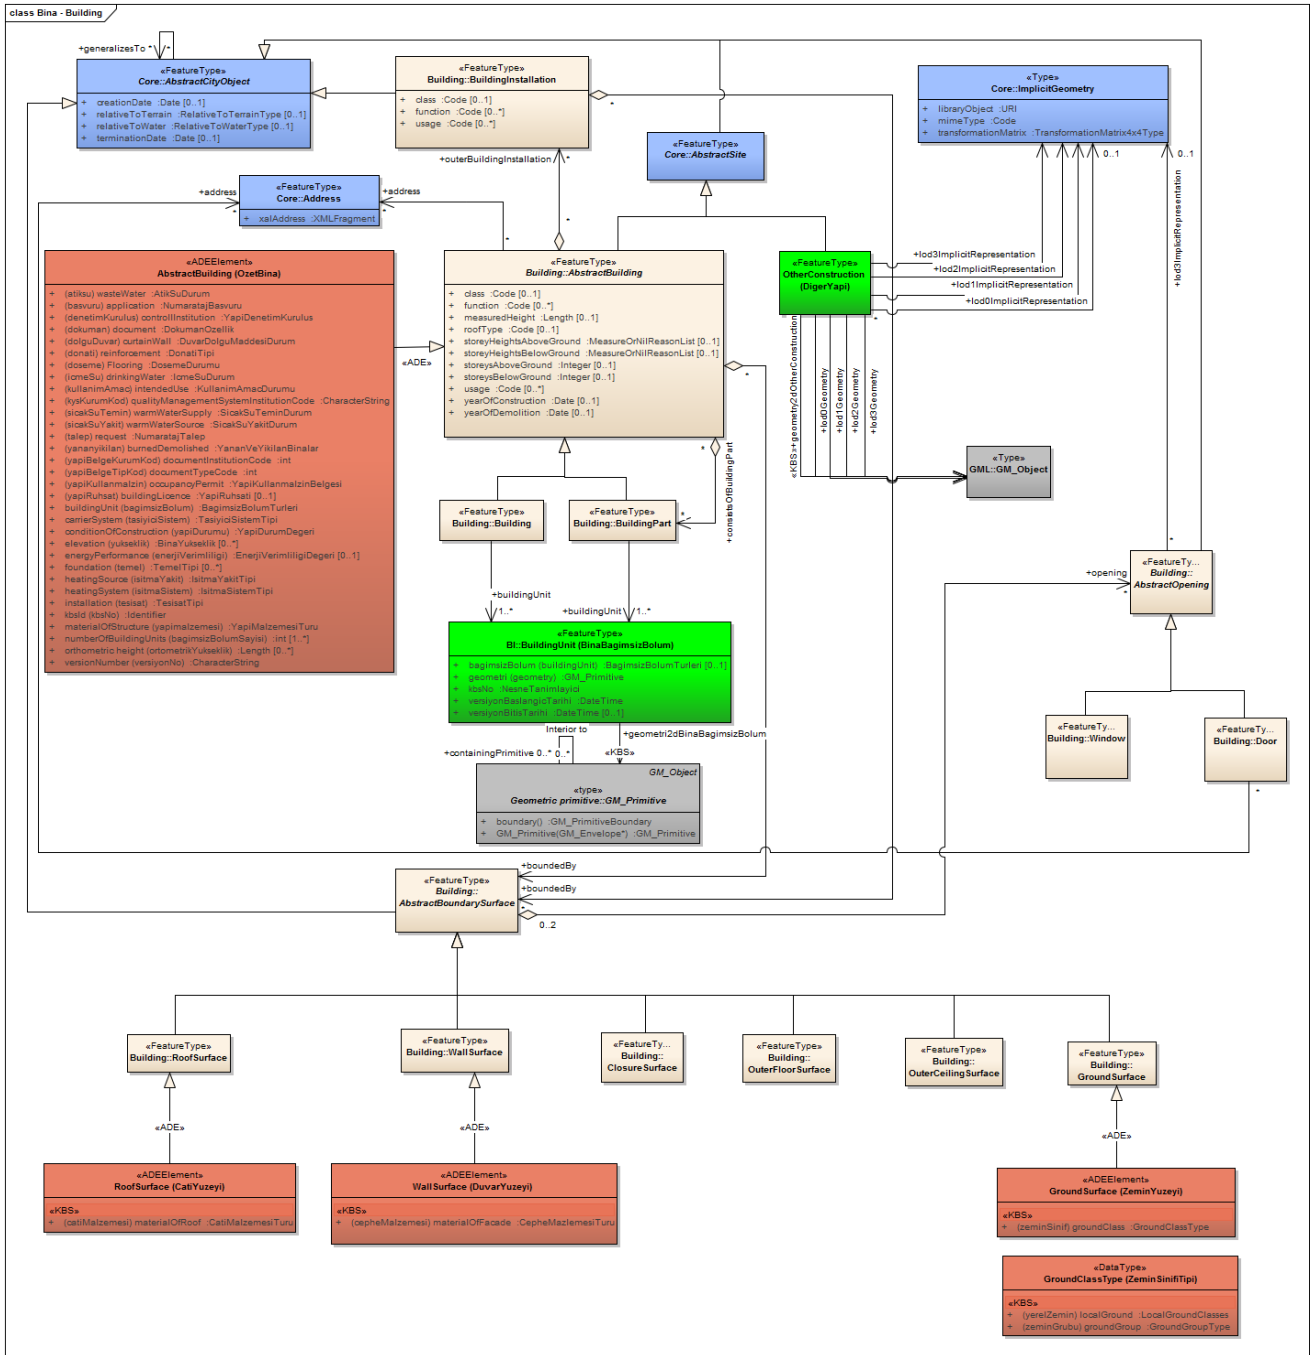 class Bina - Building
+generalizesTo
*
*
«FeatureType»
Core::AbstractCityObject
+ creationDate :Date [0..1]
+ relativeToTerrain :RelativeToTerrainType [0..1]
+ relativeToWater :RelativeToWaterType [0..1]
+ terminationDate :Date [0..1]
«FeatureType»
Building::BuildingInstallation
+ class :Code [0..1]
+ function :Code [0..*]
+ usage :Code [0..*]
*
+outerBuildingInstallation
*
*
«FeatureType»
Core::AbstractSite
«Type»
Core::ImplicitGeometry
+ libraryObject :URI
+ mimeType :Code
+ transformationMatrix :TransformationMatrix4x4Type
0..1
0..1
+lod3ImplicitRepresentation
*
«FeatureType»
Core::Address
+ xalAddress :XMLFragment
+address
*
+address
*
*
«ADEElement»
AbstractBuilding (OzetBina)
+ (atiksu) wasteWater :AtikSuDurum
+ (basvuru) application :NumaratajBasvuru
+ (denetimKurulus) controlInstitution :YapiDenetimKurulus
+ (dokuman) document :DokumanOzellik
+ (dolguDuvar) curtainWall :DuvarDolguMaddesiDurum
+ (donati) reinforcement :DonatiTipi
+ (doseme) Flooring :DosemeDurumu
+ (icmeSu) drinkingWater :IcmeSuDurum
+ (kullanimAmac) intendedUse :KullanimAmacDurumu
+ (kysKurumKod) qualityManagementSystemInstitutionCode :CharacterString
+ (sicakSuTemin) warmWaterSupply :SicakSuTeminDurum
+ (sicakSuYakit) warmWaterSource :SicakSuYakitDurum
+ (talep) request :NumaratajTalep
+ (yananyikilan) burnedDemolished :YananVeYikilanBinalar
+ (yapiBelgeKurumKod) documentInstitutionCode :int
+ (yapiBelgeTipKod) documentTypeCode :int
+ (yapiKullanmaIzin) occupancyPermit :YapiKullanmaIzinBelgesi
+ (yapiRuhsat) buildingLicence :YapiRuhsati [0..1]
+ buildingUnit (bagimsizBolum) :BagimsizBolumTurleri
+ carrierSystem (tasiyiciSistem) :TasiyiciSistemTipi
+ conditionOfConstruction (yapiDurumu) :YapiDurumDegeri
+ elevation (yukseklik) :BinaYukseklik [0..*]
+ energyPerformance (enerjiVerimliligi) :EnerjiVerimliligiDegeri [0..1]
+ foundation (temel) :TemelTipi [0..*]
+ heatingSource (isitmaYakit) :IsitmaYakitTipi
+ heatingSystem (isitmaSistem) :IsitmaSistemTipi
+ installation (tesisat) :TesisatTipi
+ kbsId (kbsNo) :Identifier
+ materialOfStructure (yapimalzemesi) :YapiMalzemesiTuru
+ numberOfBuildingUnits (bagimsizBolumSayisi) :int [1..*]
+ orthometric height (ortometrikYukseklik) :Length [0..*]
+ versionNumber (versiyonNo) :CharacterString
«ADE»
«FeatureType»
Building::AbstractBuilding
+ class :Code [0..1]
+ function :Code [0..*]
+ measuredHeight :Length [0..1]
+ roofType :Code [0..1]
+ storeyHeightsAboveGround :MeasureOrNilReasonList [0..1]
+ storeyHeightsBelowGround :MeasureOrNilReasonList [0..1]
+ storeysAboveGround :Integer [0..1]
+ storeysBelowGround :Integer [0..1]
+ usage :Code [0..*]
+ yearOfConstruction :Date [0..1]
+ yearOfDemolition :Date [0..1]
*
*
*
+consistsOfBuildingPart
«FeatureType»
OtherConstruction
(DigerYapi)
+lod3ImplicitRepresentation
+lod2ImplicitRepresentation
+lod1ImplicitRepresentation
+lod0ImplicitRepresentation
*
«KBS»+geometry2dOtherConstruction
+lod0Geometry
+lod1Geometry
+lod2Geometry
+lod3Geometry
«Type»
GML::GM_Object
«FeatureType»
Building::Building
«FeatureType»
Building::BuildingPart
+buildingUnit
1..*
+buildingUnit
1..*
«FeatureType»
BI::BuildingUnit (BinaBagimsizBolum)
+ bagimsizBolum (buildingUnit) :BagimsizBolumTurleri [0..1]
+ geometri (geometry) :GM_Primitive
+ kbsNo :NesneTanimlayici
+ versiyonBaslangicTarihi :DateTime
+ versiyonBitisTarihi :DateTime [0..1]
Interior to
+containingPrimitive 0..*
0..*
+geometri2dBinaBagimsizBolum
«KBS»
GM_Object
«type»
Geometric primitive::GM_Primitive
+ boundary() :GM_PrimitiveBoundary
+ GM_Primitive(GM_Envelope*) :GM_Primitive
+opening
*
«FeatureTy...
Building::
AbstractOpening
«FeatureTy...
Building::Window
«FeatureTy...
Building::Door
*
+boundedBy
+boundedBy
*
0..2
«FeatureType»
Building::
AbstractBoundarySurface
«FeatureType»
Building::RoofSurface
«FeatureType»
Building::WallSurface
«FeatureTy...
Building::
ClosureSurface
«FeatureType»
Building::
OuterFloorSurface
«FeatureType»
Building::
OuterCeilingSurface
«FeatureType»
Building::
GroundSurface
«ADE»
«ADE»
«ADE»
«ADEElement»
RoofSurface (CatiYuzeyi)
«KBS»
+ (catiMalzemesi) materialOfRoof :CatiMalzemesiTuru
«ADEElement»
WallSurface (DuvarYuzeyi)
«KBS»
+ (cepheMalzemesi) materialOfFacade :CepheMazlemesiTuru
«ADEElement»
GroundSurface (ZeminYuzeyi)
«KBS»
+ (zeminSinif) groundClass :GroundClassType
«DataType»
GroundClassType (ZeminSinifiTipi)
«KBS»
+ (yerelZemin) localGround :LocalGroundClasses
+ (zeminGrubu) groundGroup :GroundGroupType